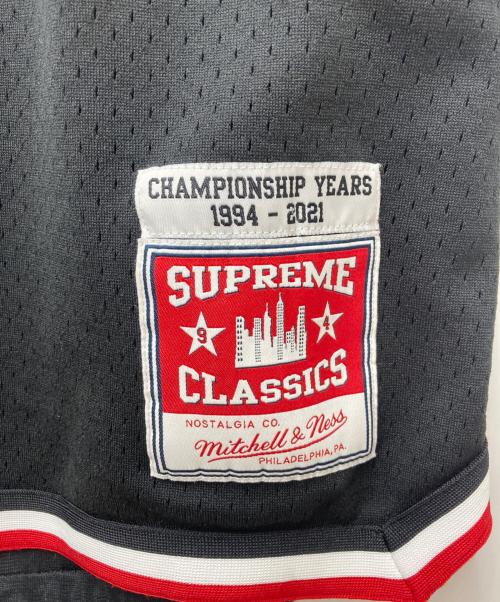 CHAMPIONSHIP YEARS
1994 - 2021
SUPREME
9 4
CLASSICS
NOSTALGIA CO.
Mitchell & Ness
PHILADELPHIA, PA.